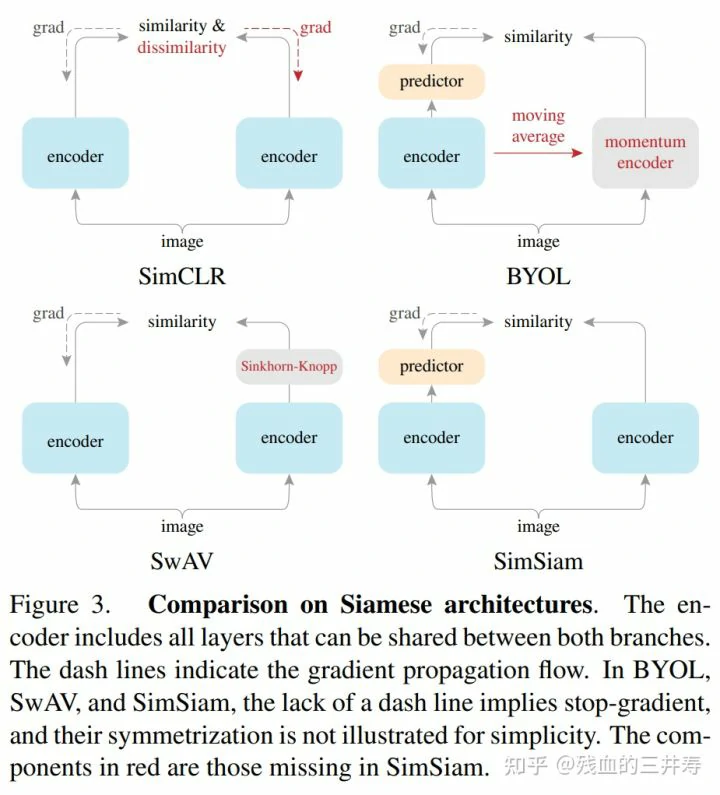 grad
similarity &
dissimilarity
grad
encoder
encoder
image
SimCLR
grad
similarity
predictor
encoder
moving
average
momentum
encoder
image
BYOL
grad
similarity
Sinkhorn-Knopp
encoder
encoder
image
SwAV
grad
similarity
predictor
encoder
encoder
image
SimSiam
Figure 3. Comparison on Siamese architectures. The en-
coder includes all layers that can be shared between both branches.
The dash lines indicate the gradient propagation flow. In BYOL,
SwAV, and SimSiam, the lack of a dash line implies stop-gradient,
and their symmetrization is not illustrated for simplicity. The com-
ponents in red are those missing in SimSiam.
知乎 @残血的三井寿